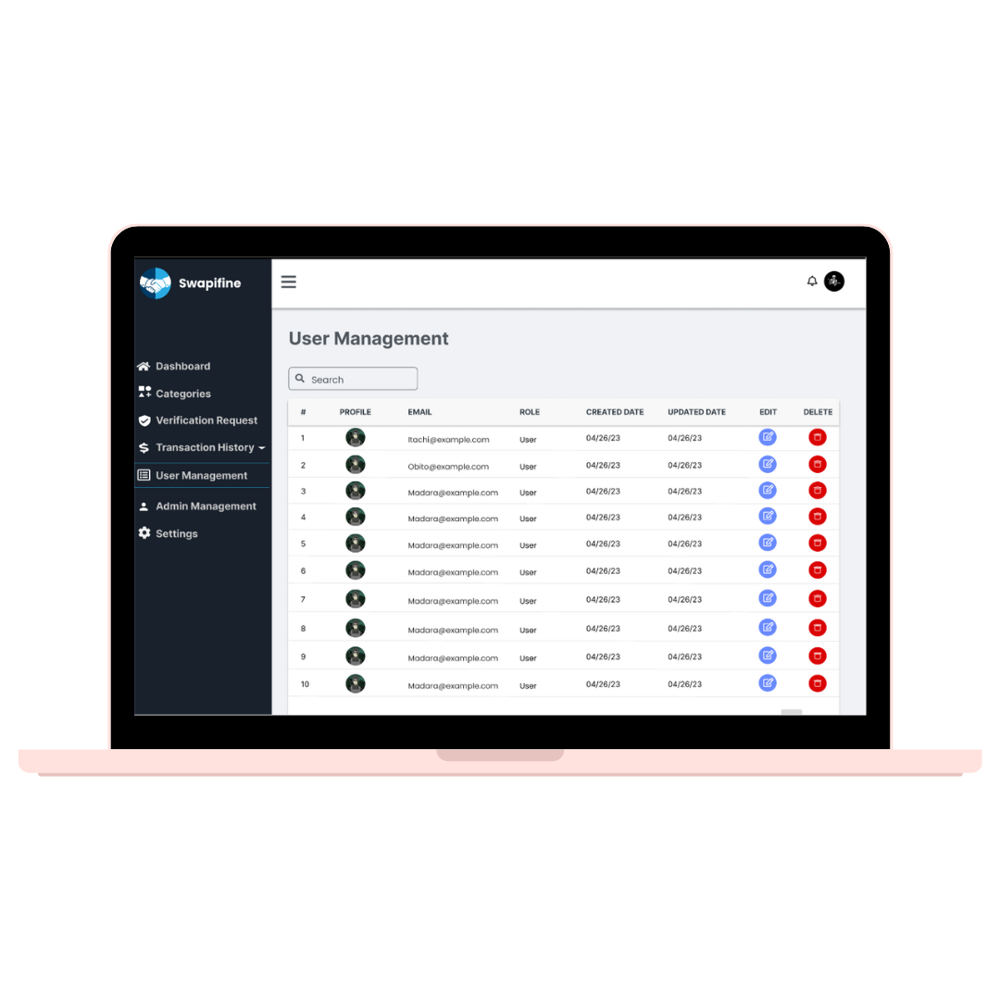 Swapifine
Dashboard
Categories
Verification Request
Transaction History
User Management
Admin Management
Settings
User Management
Search
# PROFILE EMAIL ROLE CREATED DATE UPDATED DATE EDIT DELETE
1 Itachi@example.com User 04/26/23 04/26/23
2 Obito@example.com User 04/26/23 04/26/23
3 Madara@example.com User 04/26/23 04/26/23
4 Madara@example.com User 04/26/23 04/26/23
5 Madara@example.com User 04/26/23 04/26/23
6 Madara@example.com User 04/26/23 04/26/23
7 Madara@example.com User 04/26/23 04/26/23
8 Madara@example.com User 04/26/23 04/26/23
9 Madara@example.com User 04/26/23 04/26/23
10 Madara@example.com User 04/26/23 04/26/23